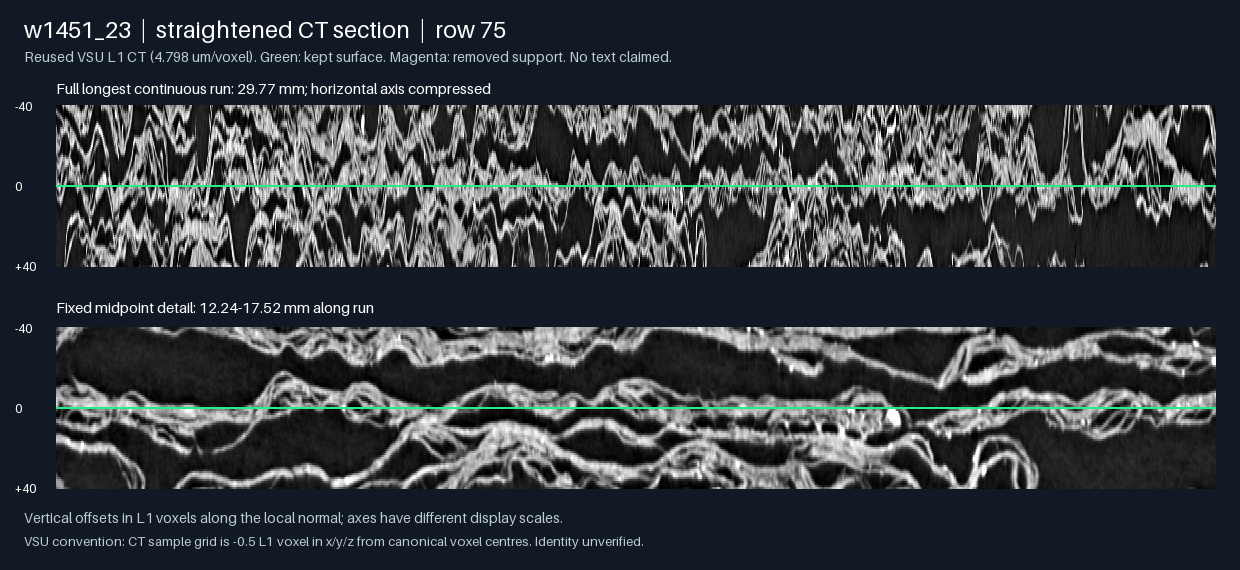 w1451_23 | straightened CT section | row 75
Reused VSU L1 CT (4.798 um/voxel). Green: kept surface. Magenta: removed support. No text claimed.
Full longest continuous run: 29.77 mm; horizontal axis compressed
-40
0
+40
Fixed midpoint detail: 12.24-17.52 mm along run
-40
0
+40
Vertical offsets in L1 voxels along the local normal; axes have different display scales.
VSU convention: CT sample grid is -0.5 L1 voxel in x/y/z from canonical voxel centres. Identity unverified.